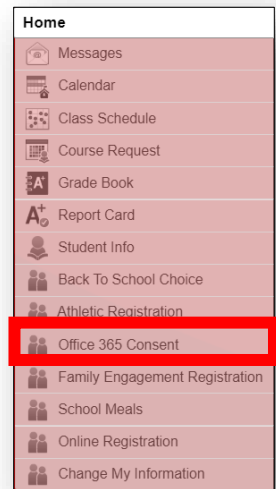 Home
Messages
Calendar
Class Schedule
Course Request
Grade Book
Report Card
Student Info
Back To School Choice
Athletic Registration
Office 365 Consent
Family Engagement Registration
School Meals
Online Registration
Change My Information